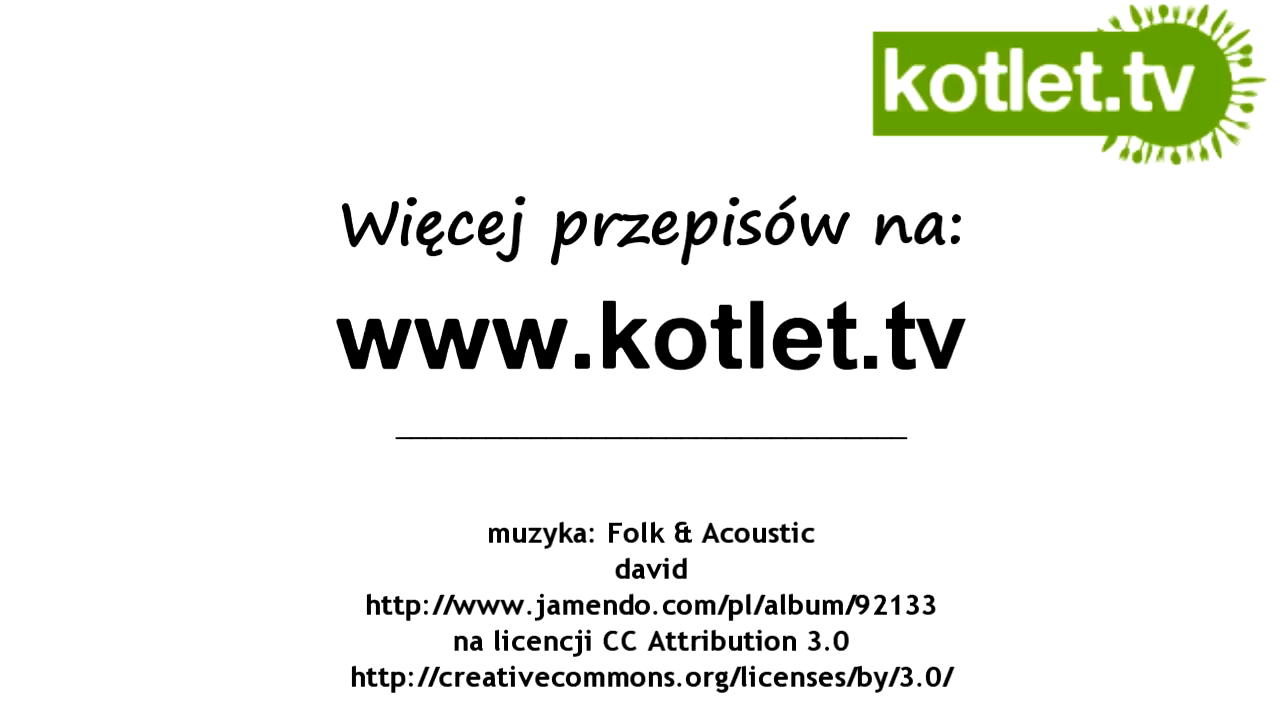 kotlet.tv
Więcej przepisów na:
www.kotlet.tv
__________________________________
muzyka: Folk & Acoustic
david
http://www.jamendo.com/pl/album/92133
na licencji CC Attribution 3.0
http://creativecommons.org/licenses/by/3.0/